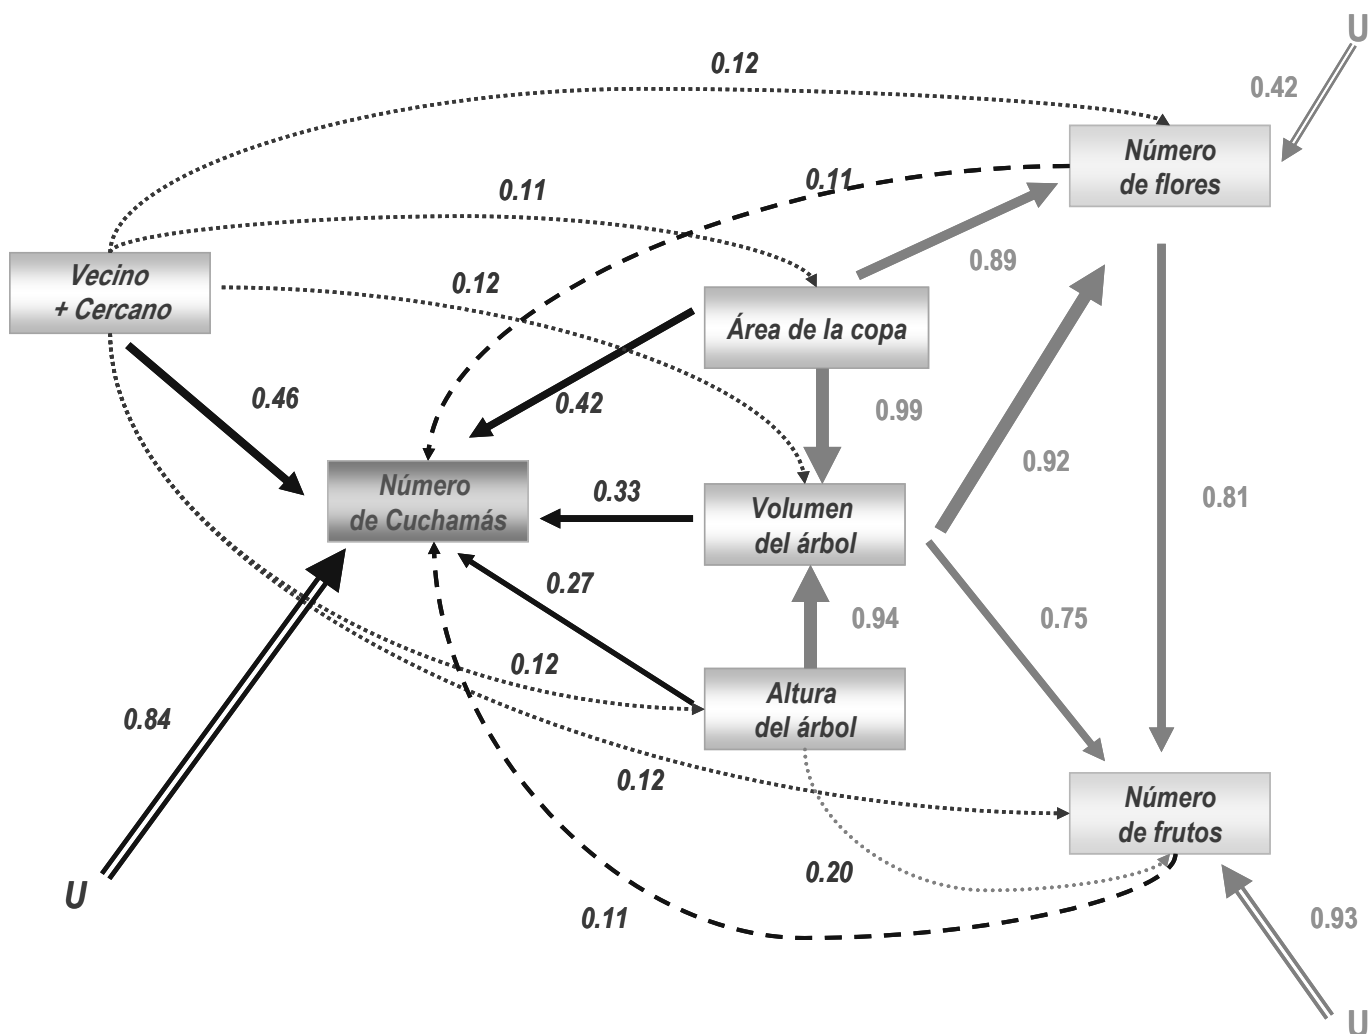 U
0.12
0.42
Número
de flores
0.11
0.11
0.89
Vecino
+ Cercano
0.12
Área de la copa
0.46
0.42
0.99
0.92
Número
de Cuchamás
0.33
Volumen
del árbol
0.81
0.27
0.94
0.75
0.12
Altura
del árbol
0.84
0.12
Número
de frutos
0.20
U
0.11
0.93
U